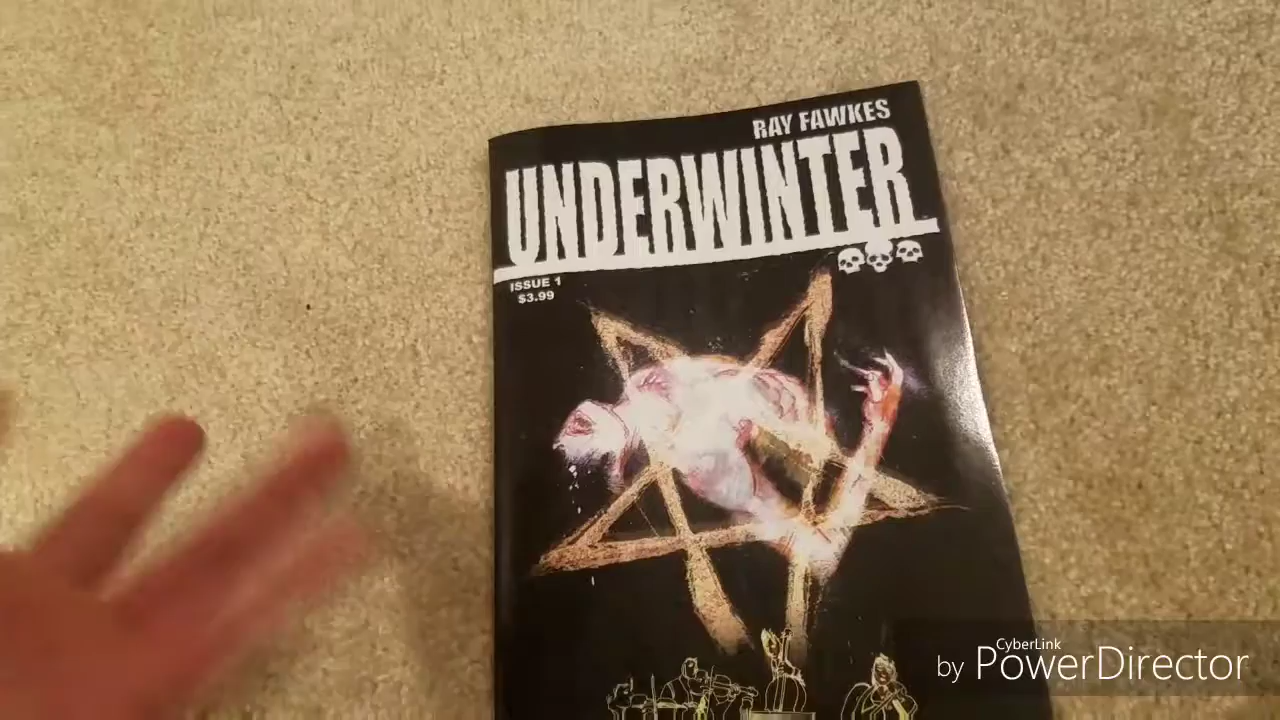 RAY FAWKES
UNDERWINTER
ISSUE 1
$3.99
CyberLink
by PowerDirector